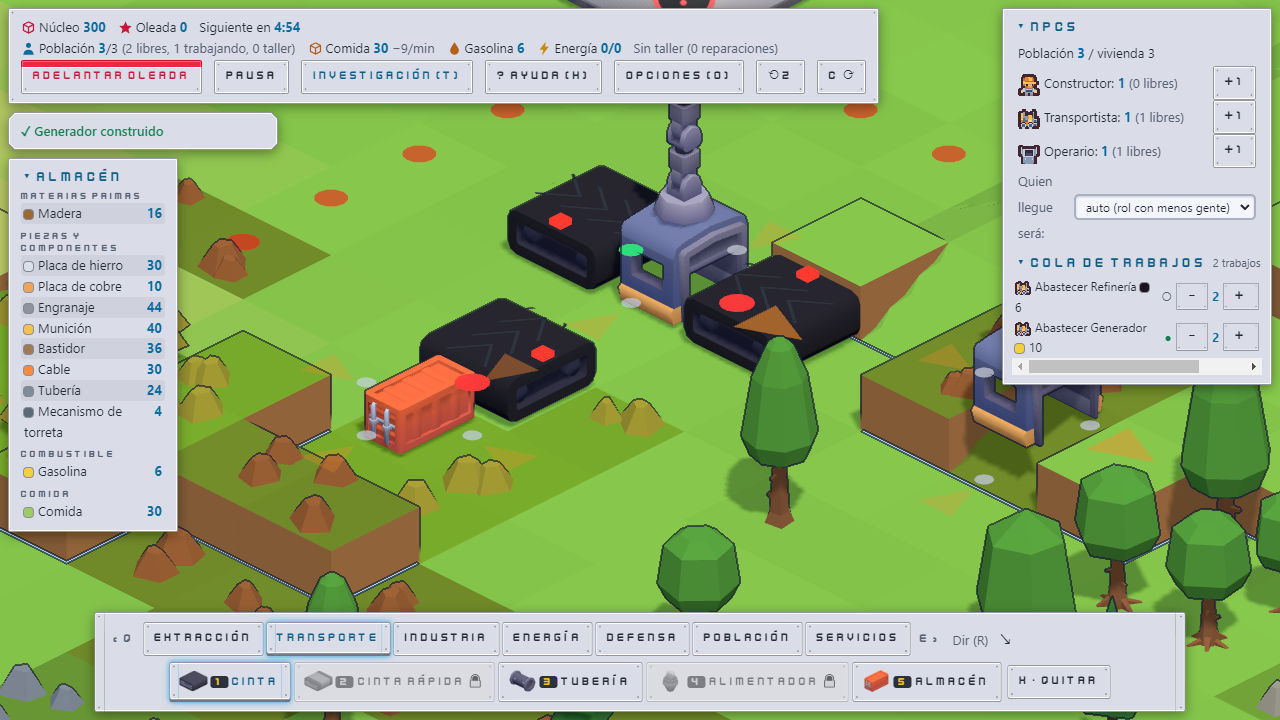 Núcleo 300 Oleada 0 Siguiente en 4:54
Población 3/3 (2 libres, 1 trabajando, 0 taller) Comida 30 −9/min Gasolina 6 Energía 0/0 Sin taller (0 reparaciones)
ADELANTAR OLEADA PAUSA INVESTIGACIÓN (T) ? AYUDA (H) OPCIONES (O) ⟲2 C ⟳
✓ Generador construido
▾ ALMACÉN
MATERIAS PRIMAS
Madera 16
PIEZAS Y
COMPONENTES
Placa de hierro 30
Placa de cobre 10
Engranaje 44
Munición 40
Bastidor 36
Cable 30
Tubería 24
Mecanismo de 4
torreta
COMBUSTIBLE
Gasolina 6
COMIDA
Comida 30
▾ NPCS
Población 3 / vivienda 3
Constructor: 1 (0 libres) +1
Transportista: 1 (1 libres) +1
Operario: 1 (1 libres) +1
Quien
llegue auto (rol con menos gente)
será:
▾ COLA DE TRABAJOS 2 trabajos
Abastecer Refinería
6 − 2 +
Abastecer Generador
10 − 2 +
‹ Q EXTRACCIÓN TRANSPORTE INDUSTRIA ENERGÍA DEFENSA POBLACIÓN SERVICIOS E › Dir (R) ↘
1 CINTA 2 CINTA RÁPIDA 3 TUBERÍA 4 ALIMENTADOR 5 ALMACÉN X · QUITAR